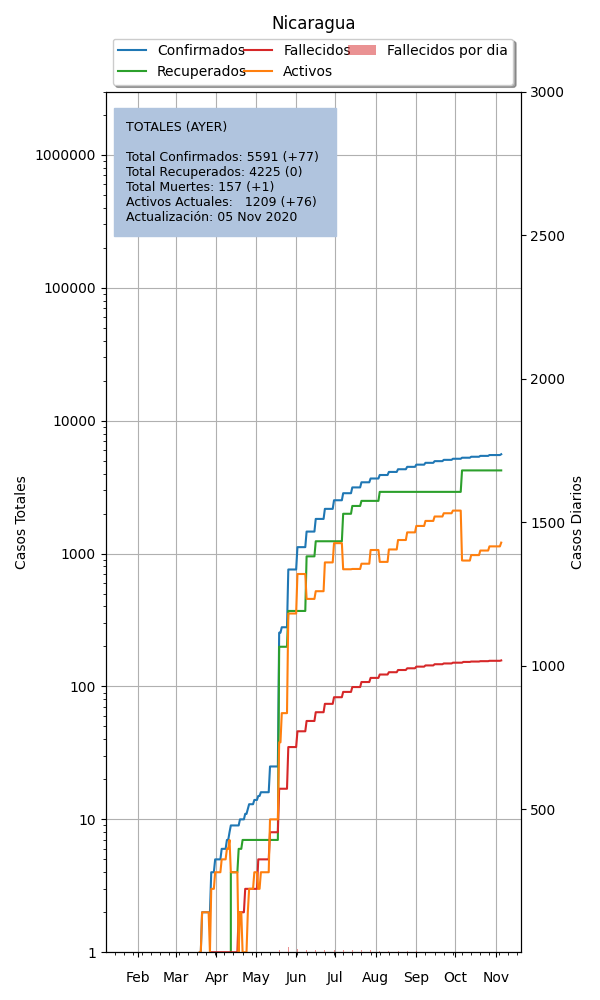 Nicaragua
Confirmados
Fallecidos
Fallecidos por dia
Recuperados
Activos
TOTALES (AYER)
Total Confirmados: 5591 (+77)
Total Recuperados: 4225 (0)
Total Muertes: 157 (+1)
Activos Actuales:   1209 (+76)
Actualización: 05 Nov 2020
Casos Totales
1000000
100000
10000
1000
100
10
1
3000
2500
2000
1500
1000
500
Casos Diarios
Feb Mar Apr May Jun Jul Aug Sep Oct Nov